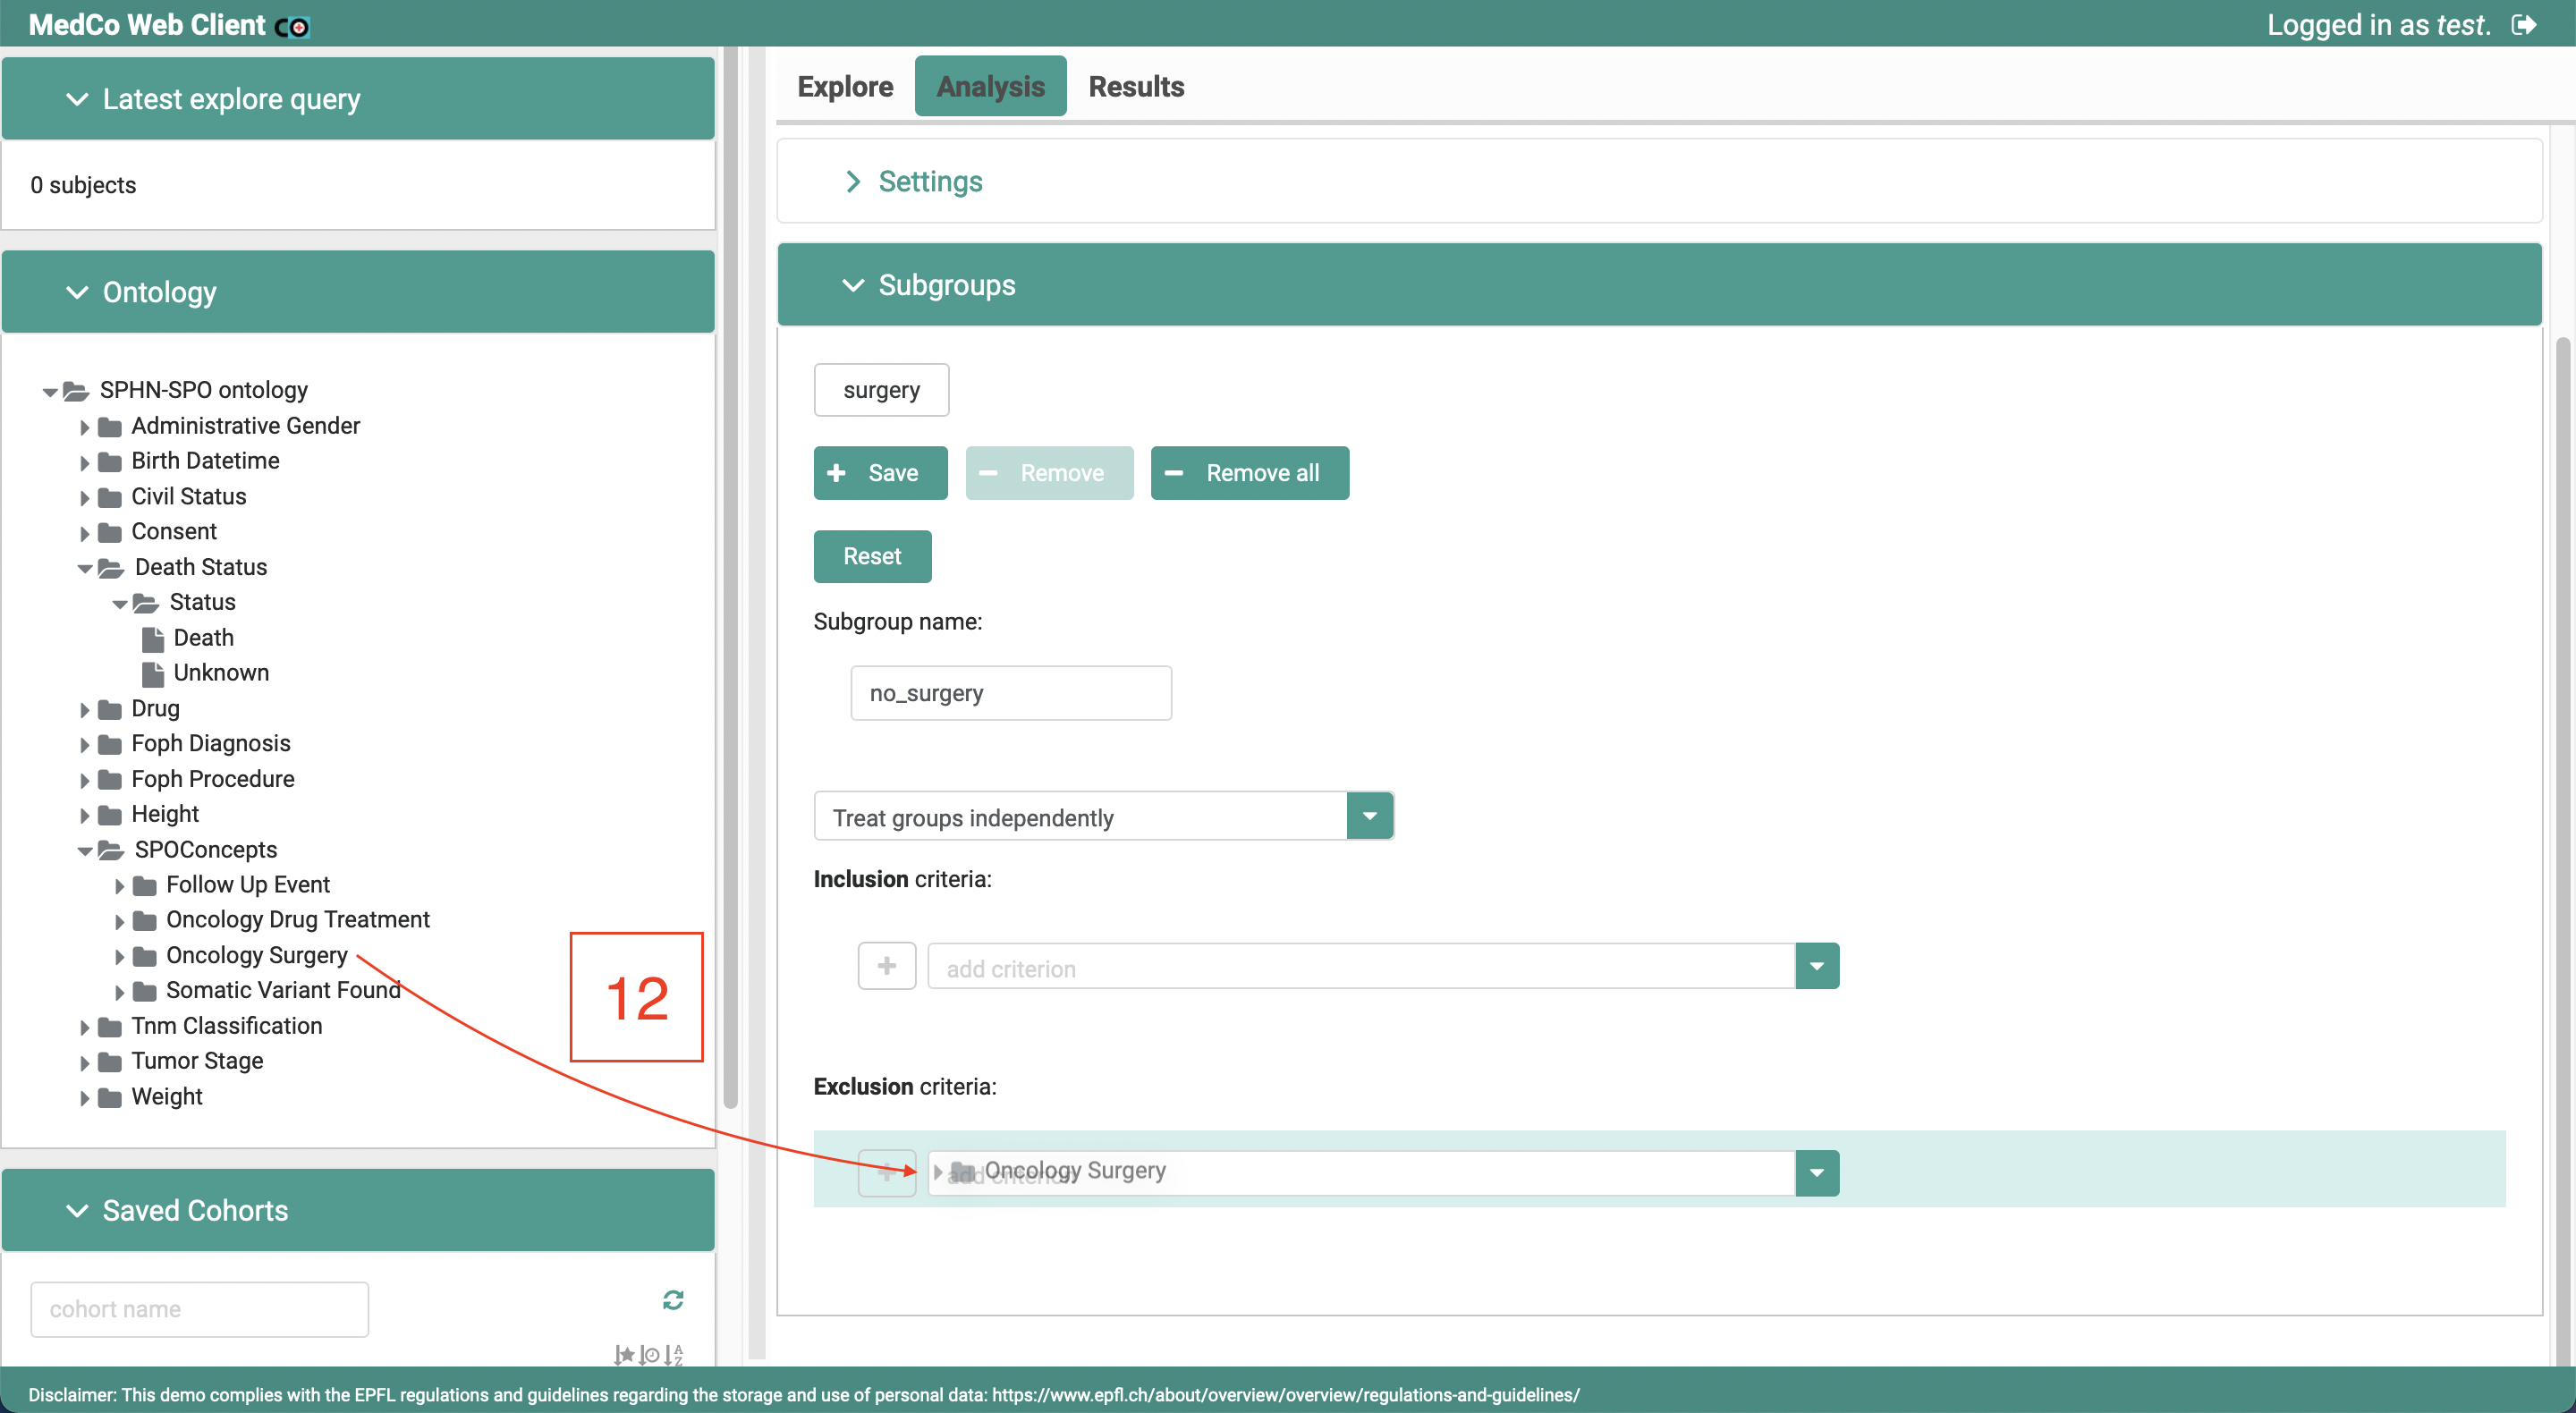 MedCo Web Client
Logged in as test.
Latest explore query
0 subjects
Ontology
SPHN-SPO ontology
Administrative Gender
Birth Datetime
Civil Status
Consent
Death Status
Status
Death
Unknown
Drug
Foph Diagnosis
Foph Procedure
Height
SPOConcepts
Follow Up Event
Oncology Drug Treatment
Oncology Surgery
Somatic Variant Found
Tnm Classification
Tumor Stage
Weight
12
Saved Cohorts
cohort name
Explore
Analysis
Results
Settings
Subgroups
surgery
Save
Remove
Remove all
Reset
Subgroup name:
no_surgery
Treat groups independently
Inclusion criteria:
add criterion
Exclusion criteria:
add criterion
Oncology Surgery
Disclaimer: This demo complies with the EPFL regulations and guidelines regarding the storage and use of personal data: https://www.epfl.ch/about/overview/overview/regulations-and-guidelines/